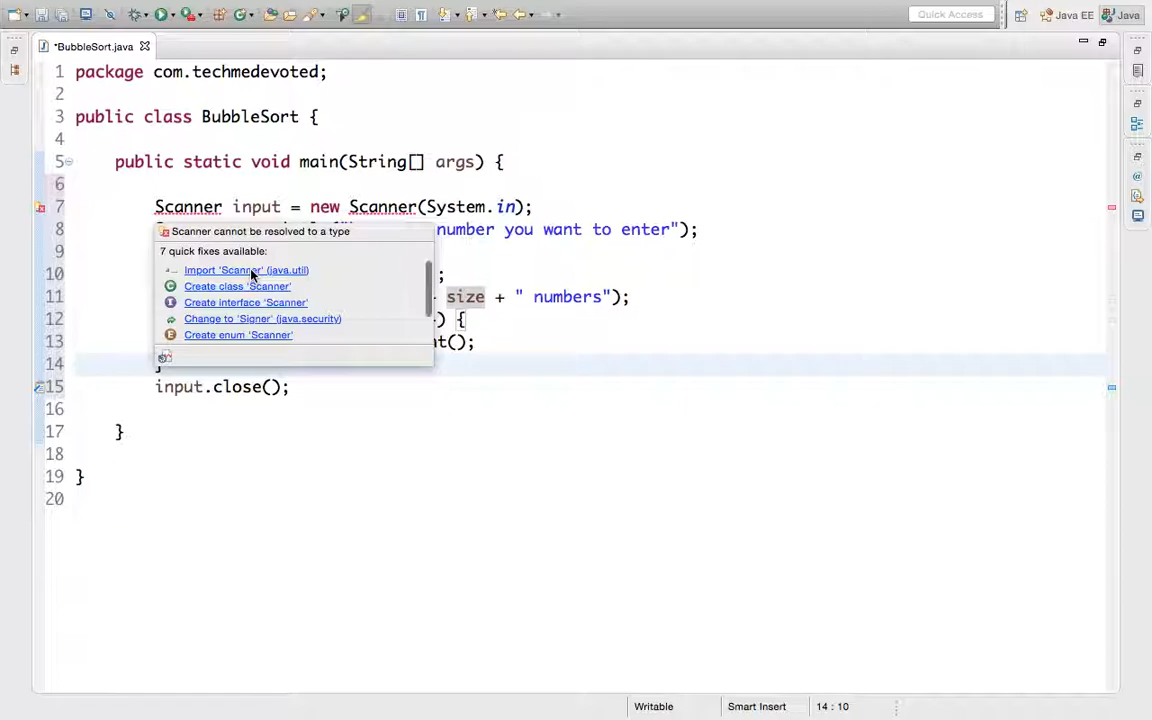 Quick Access
Java EE
Java
*BubbleSort.java
1 package com.techmedevoted;
2
3 public class BubbleSort {
4
5 public static void main(String[] args) {
6
7 Scanner input = new Scanner(System.in);
8 number you want to enter");
Scanner cannot be resolved to a type
9
7 quick fixes available:
10 ;
Import 'Scanner' (java.util)
Create class 'Scanner'
11 size + " numbers");
Create interface 'Scanner'
12 ) {
Change to 'Signer' (java.security)
13 t();
Create enum 'Scanner'
14
15 input.close();
16
17 }
18
19 }
20
Writable
Smart Insert
14 : 10